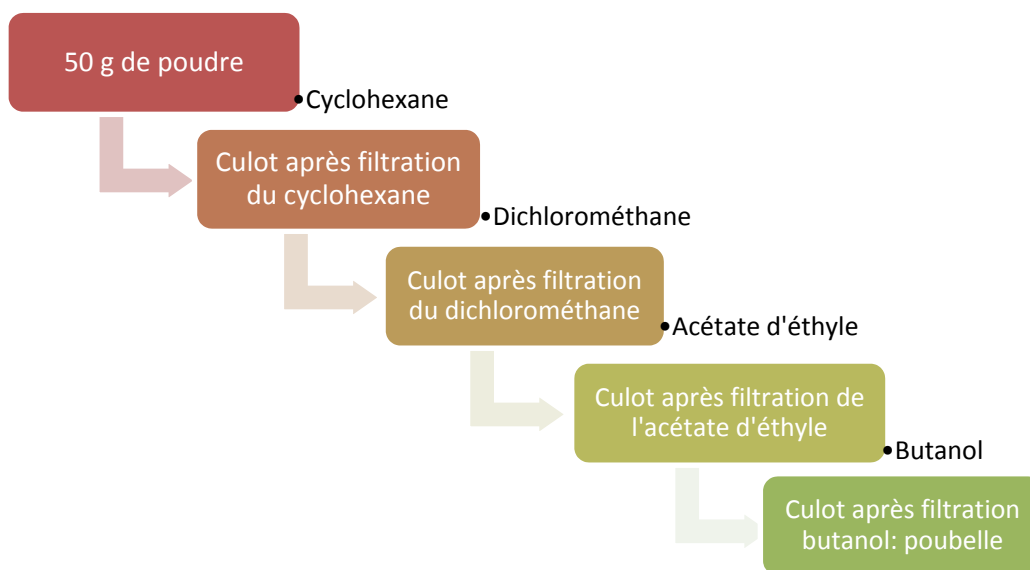 50 g de poudre
•Cyclohexane
Culot après filtration
du cyclohexane
•Dichlorométhane
Culot après filtration
du dichlorométhane
•Acétate d'éthyle
Culot après filtration de
l'acétate d'éthyle
•Butanol
Culot après filtration
butanol: poubelle